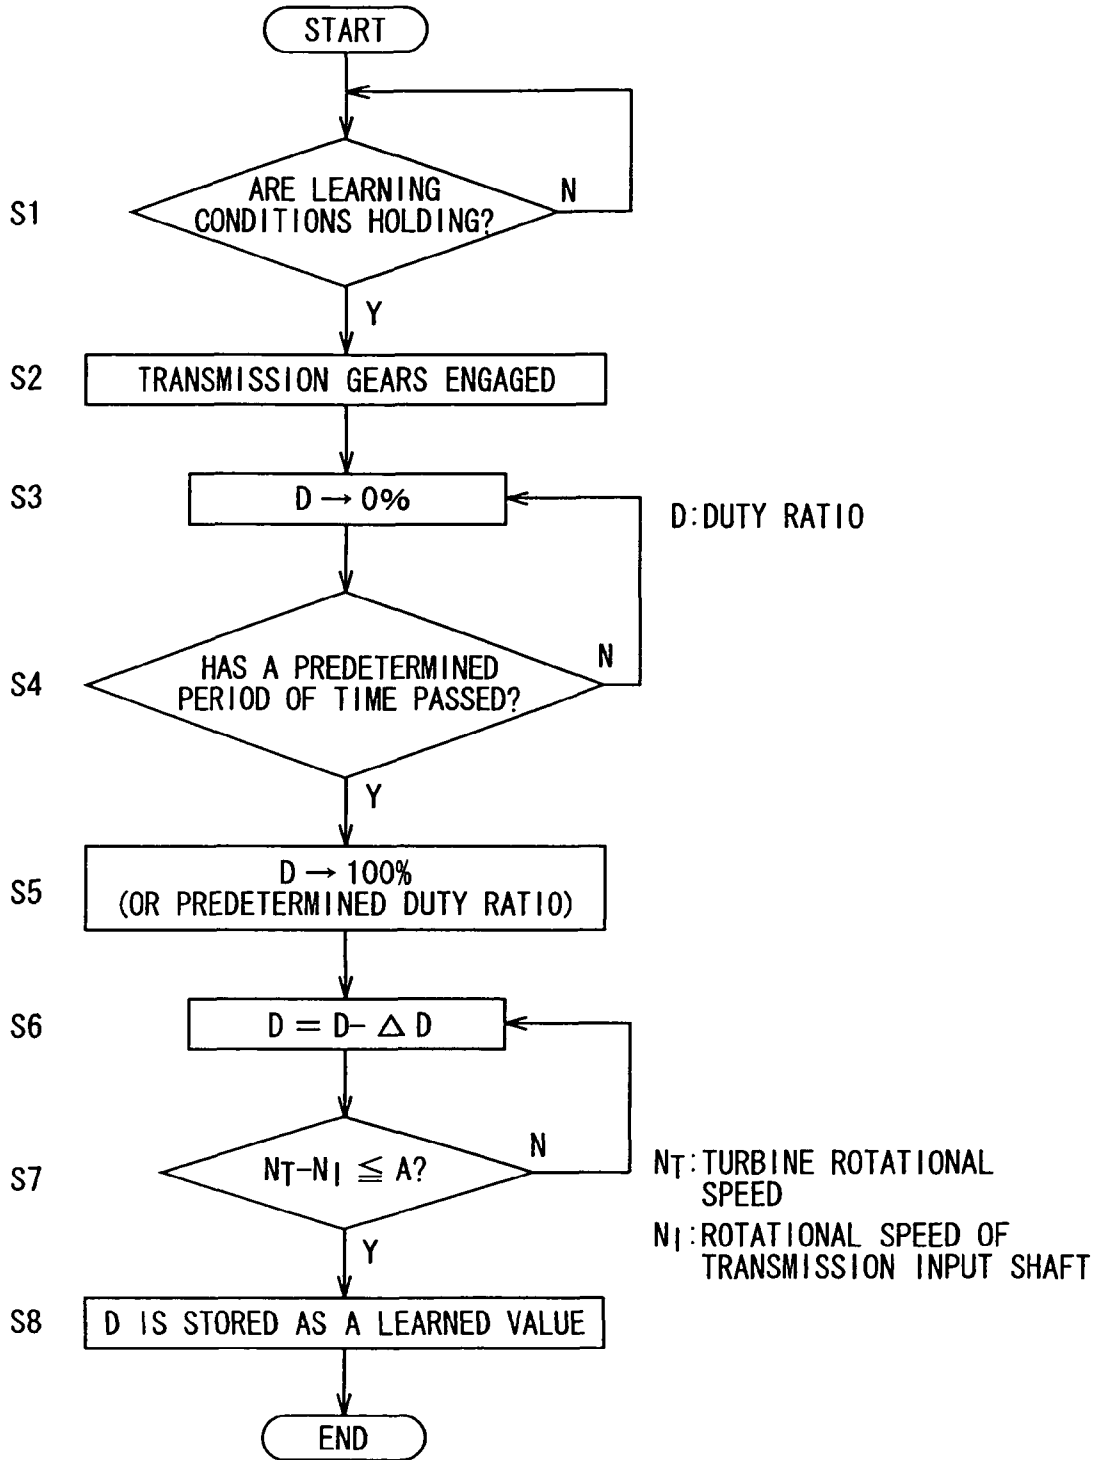 START
S1
ARE LEARNING
CONDITIONS HOLDING?
N
Y
S2
TRANSMISSION GEARS ENGAGED
S3
D → 0%
D:DUTY RATIO
S4
HAS A PREDETERMINED
PERIOD OF TIME PASSED?
N
Y
S5
D → 100%
(OR PREDETERMINED DUTY RATIO)
S6
D = D- △ D
S7
NT-NI ≦ A?
N
Y
NT:TURBINE ROTATIONAL
SPEED
NI:ROTATIONAL SPEED OF
TRANSMISSION INPUT SHAFT
S8
D IS STORED AS A LEARNED VALUE
END